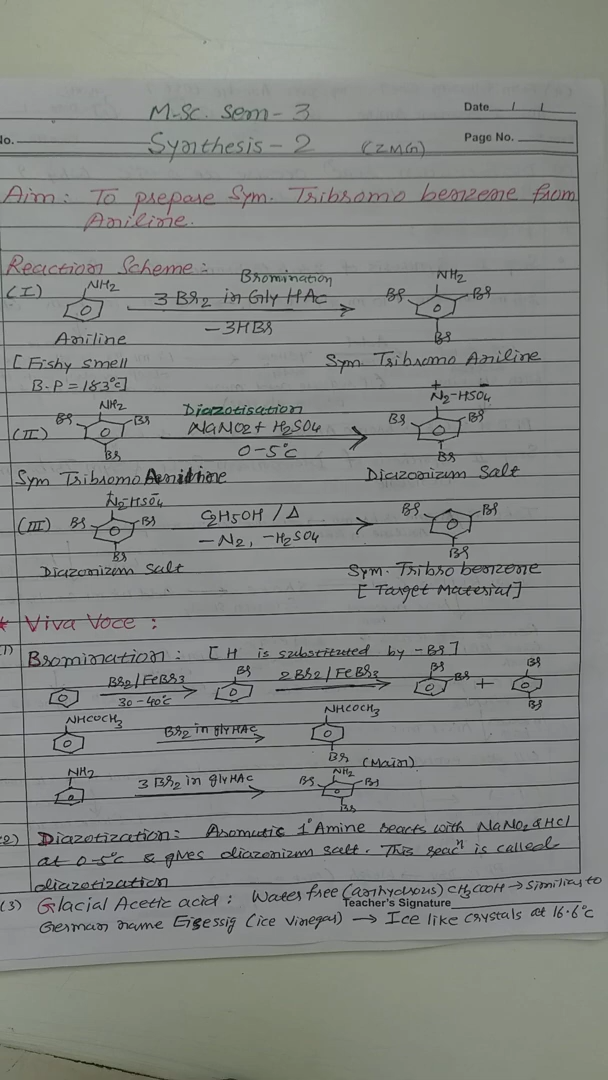 M.Sc. Sem - 3
Date / /
No.
Synthesis - 2 (ZMG)
Page No.
Aim : To prepare Sym. Tribromo benzene from
Aniline.
Reaction Scheme :
(I) NH2 Bromination NH2
3 Br2 in Gly HAc Br Br
-3HBr Br
Aniline
[ Fishy smell Sym Tribromo Aniline
B.P = 183°c]
NH2 N2-HSO4
+ -
(II) Br Br Diazotisation Br Br
NaNO2 + H2SO4
Br 0-5°c Br
Sym Tribromo Diazonium Salt
+ -
N2-HSO4
(III) Br Br C2H5OH / Δ Br Br
Br -N2, -H2SO4 Br
Diazonium Salt Sym. Tribro benzene
[ Target Material ]
* Viva Voce :
(1) Bromination : [ H is substituted by -Br ]
Br2/FeBr3 Br 2Br2/FeBr3 Br Br + Br
30-40°c Br
NHCOCH3 NHCOCH3
Br2 in gly HAc
Br (Main)
NH2 NH2
3 Br2 in gly HAc Br Br
Br
(2) Diazotization : Aromatic 1° Amine reacts with NaNO2 & HCl
at 0-5°c & gives diazonium salt. This reacn is called
diazotization
(3) Glacial Acetic acid : Water free (anhydrous) CH3COOH → Similar to
Teacher's Signature
German name Eisessig (ice vinegar) → Ice like crystals at 16.6°c